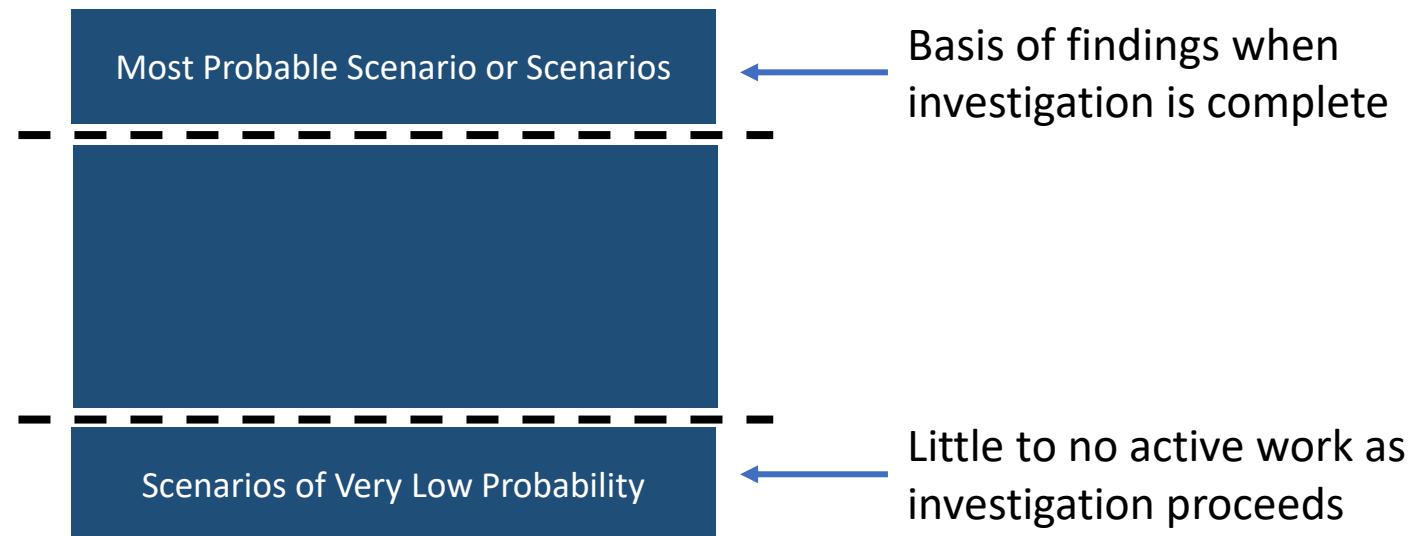 Most Probable Scenario or Scenarios
Basis of findings when
investigation is complete
Scenarios of Very Low Probability
Little to no active work as
investigation proceeds